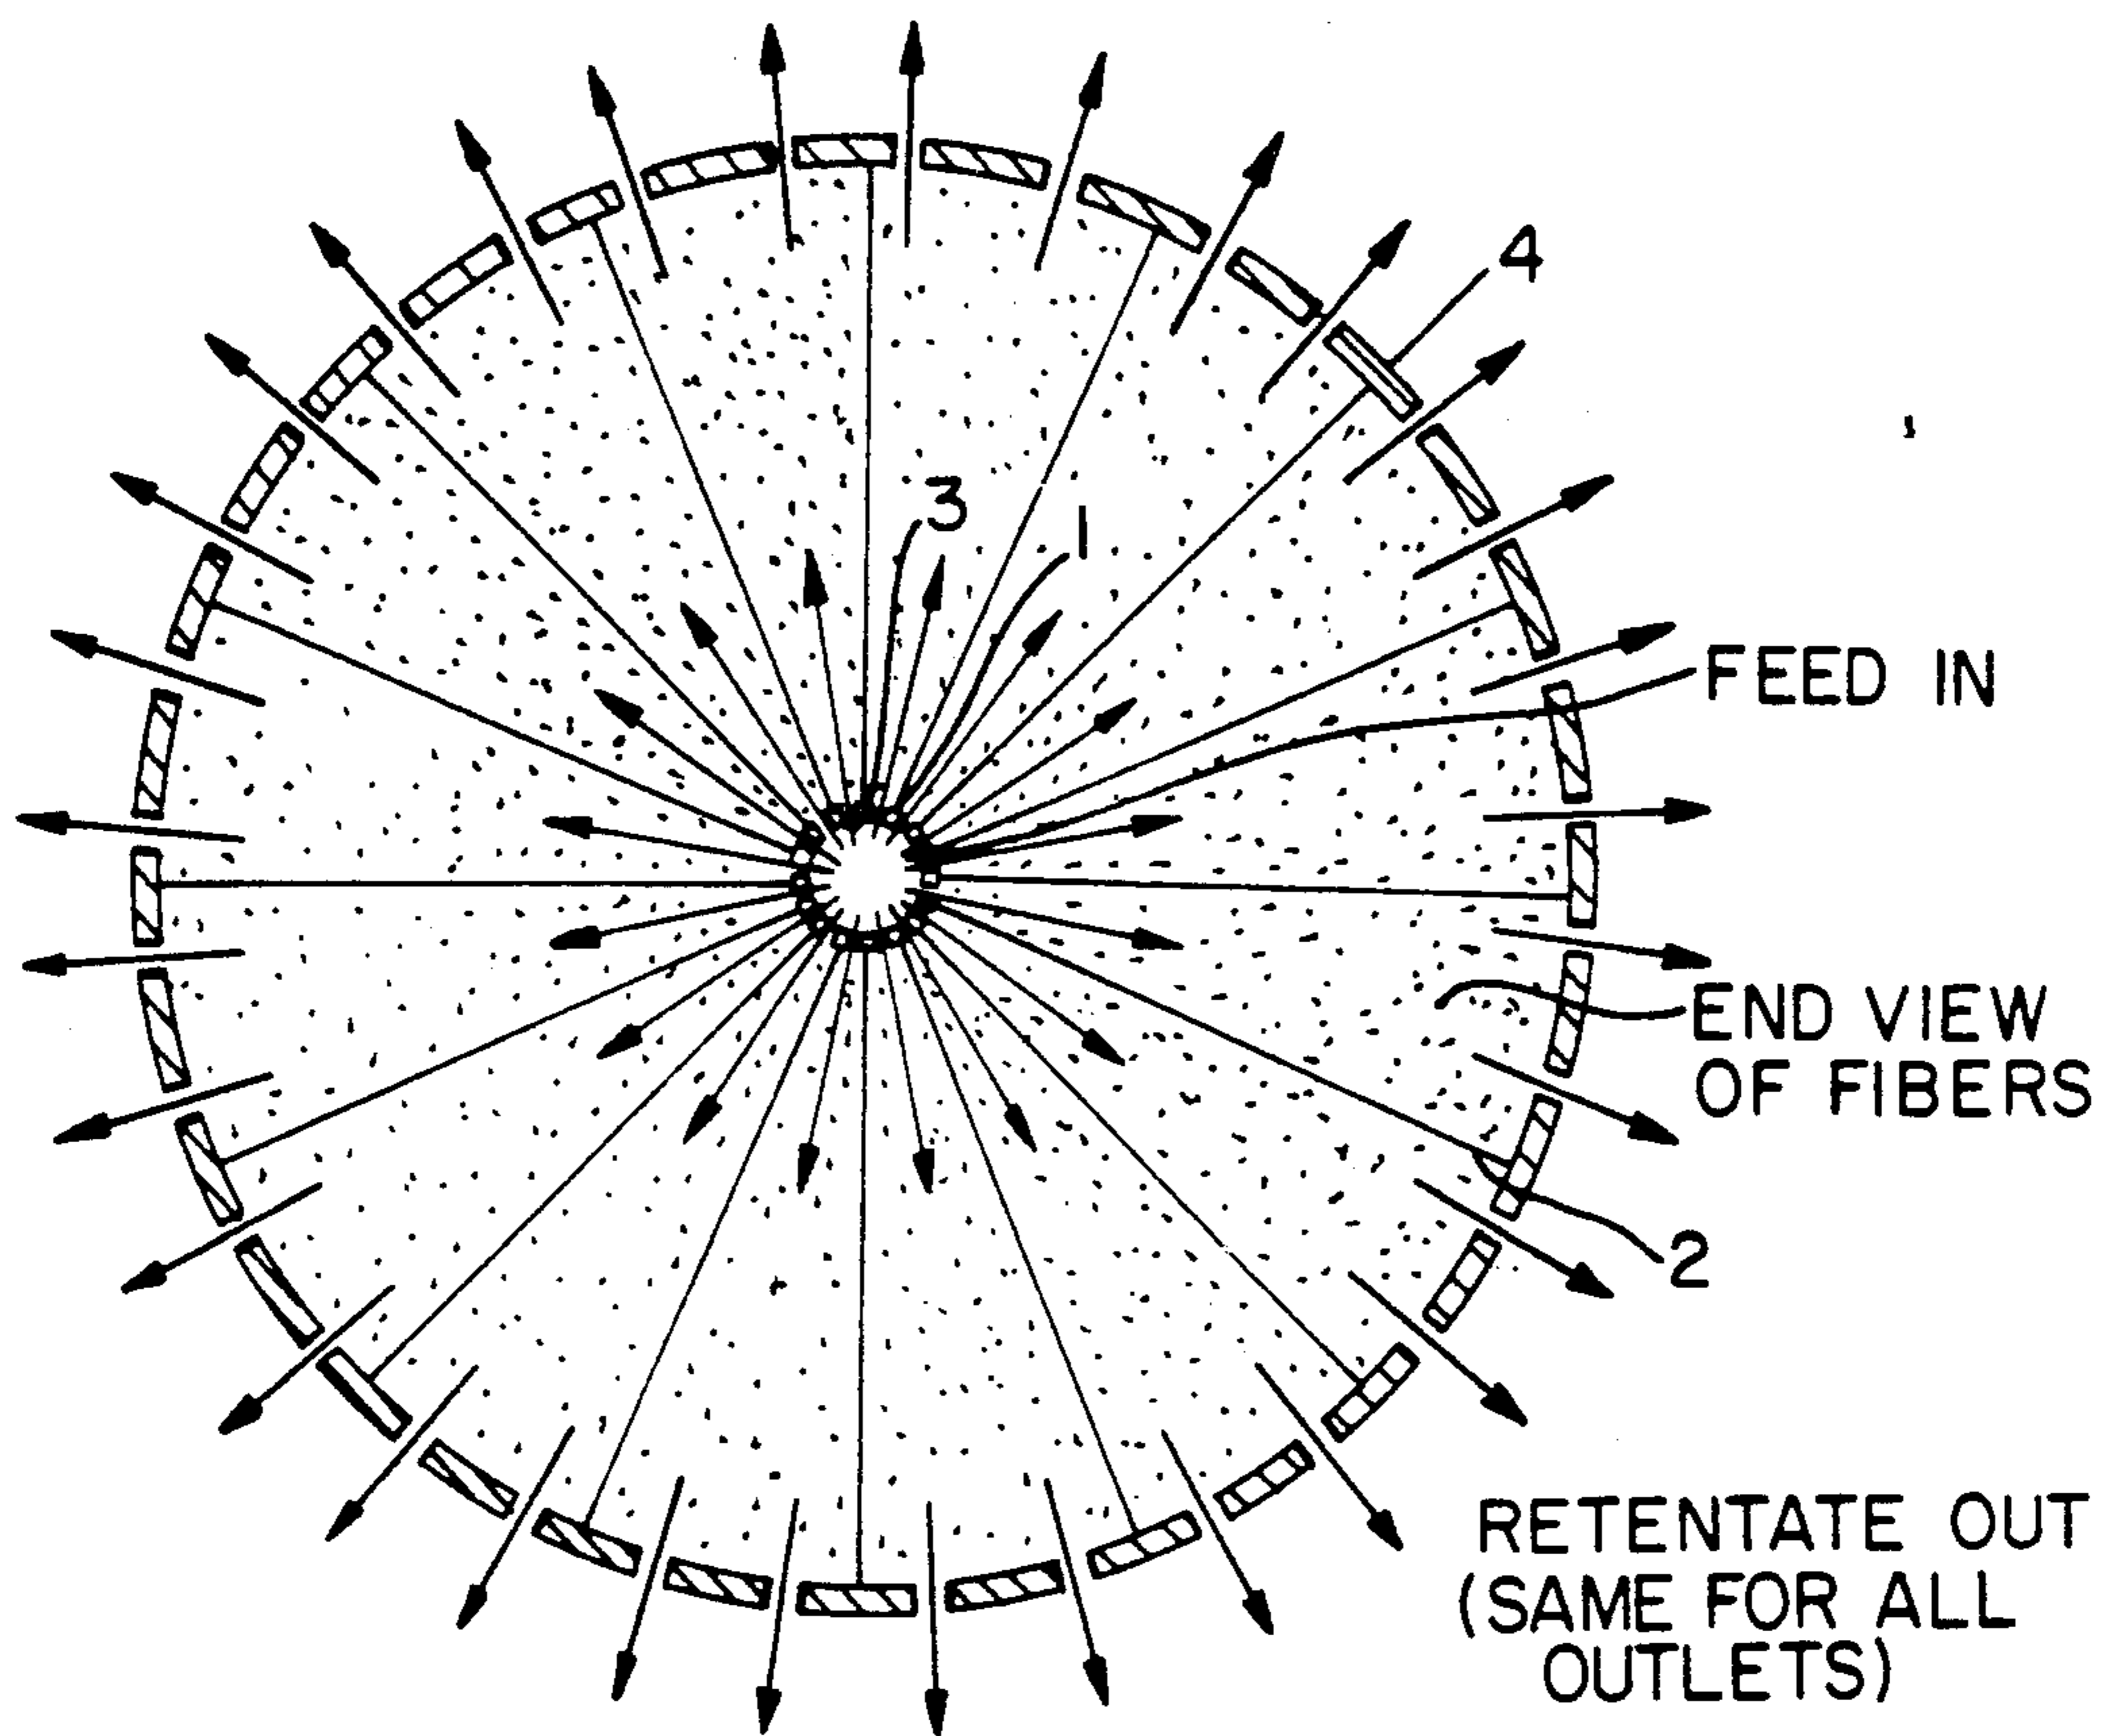 4
3
1
FEED IN
END VIEW
OF FIBERS
2
RETENTATE OUT
(SAME FOR ALL
OUTLETS)